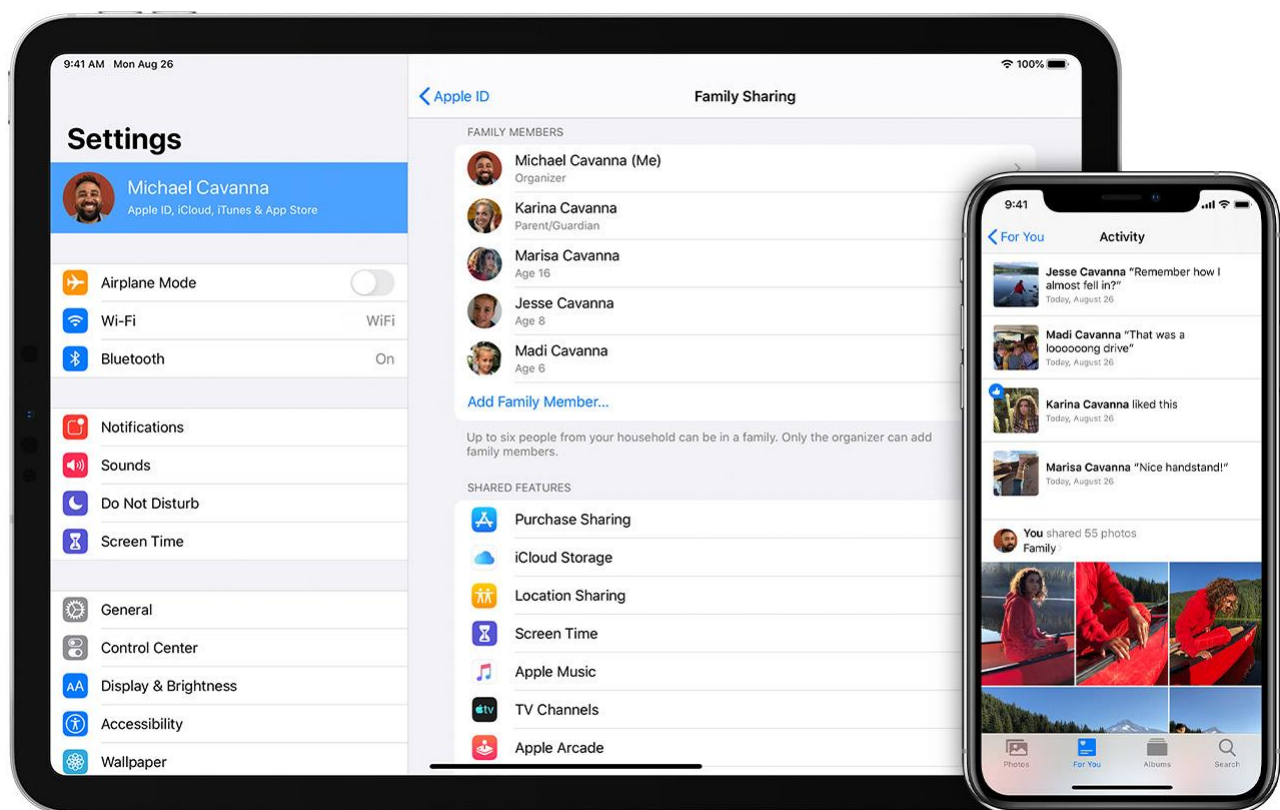 9:41 AM Mon Aug 26
100%
Settings
Michael Cavanna
Apple ID, iCloud, iTunes & App Store
Airplane Mode
Wi-Fi WiFi
Bluetooth On
Notifications
Sounds
Do Not Disturb
Screen Time
General
Control Center
AA Display & Brightness
Accessibility
Wallpaper
Apple ID Family Sharing
FAMILY MEMBERS
Michael Cavanna (Me)
Organizer
Karina Cavanna
Parent/Guardian
Marisa Cavanna
Age 16
Jesse Cavanna
Age 8
Madi Cavanna
Age 6
Add Family Member...
Up to six people from your household can be in a family. Only the organizer can add
family members.
SHARED FEATURES
Purchase Sharing
iCloud Storage
Location Sharing
Screen Time
Apple Music
tv TV Channels
Apple Arcade
9:41
For You Activity
Jesse Cavanna “Remember how I
almost fell in?”
Today, August 26
Madi Cavanna “That was a
loooooong drive”
Today, August 26
Karina Cavanna liked this
Today, August 26
Marisa Cavanna “Nice handstand!”
Today, August 26
You shared 55 photos
Family
Photos For You Albums Search